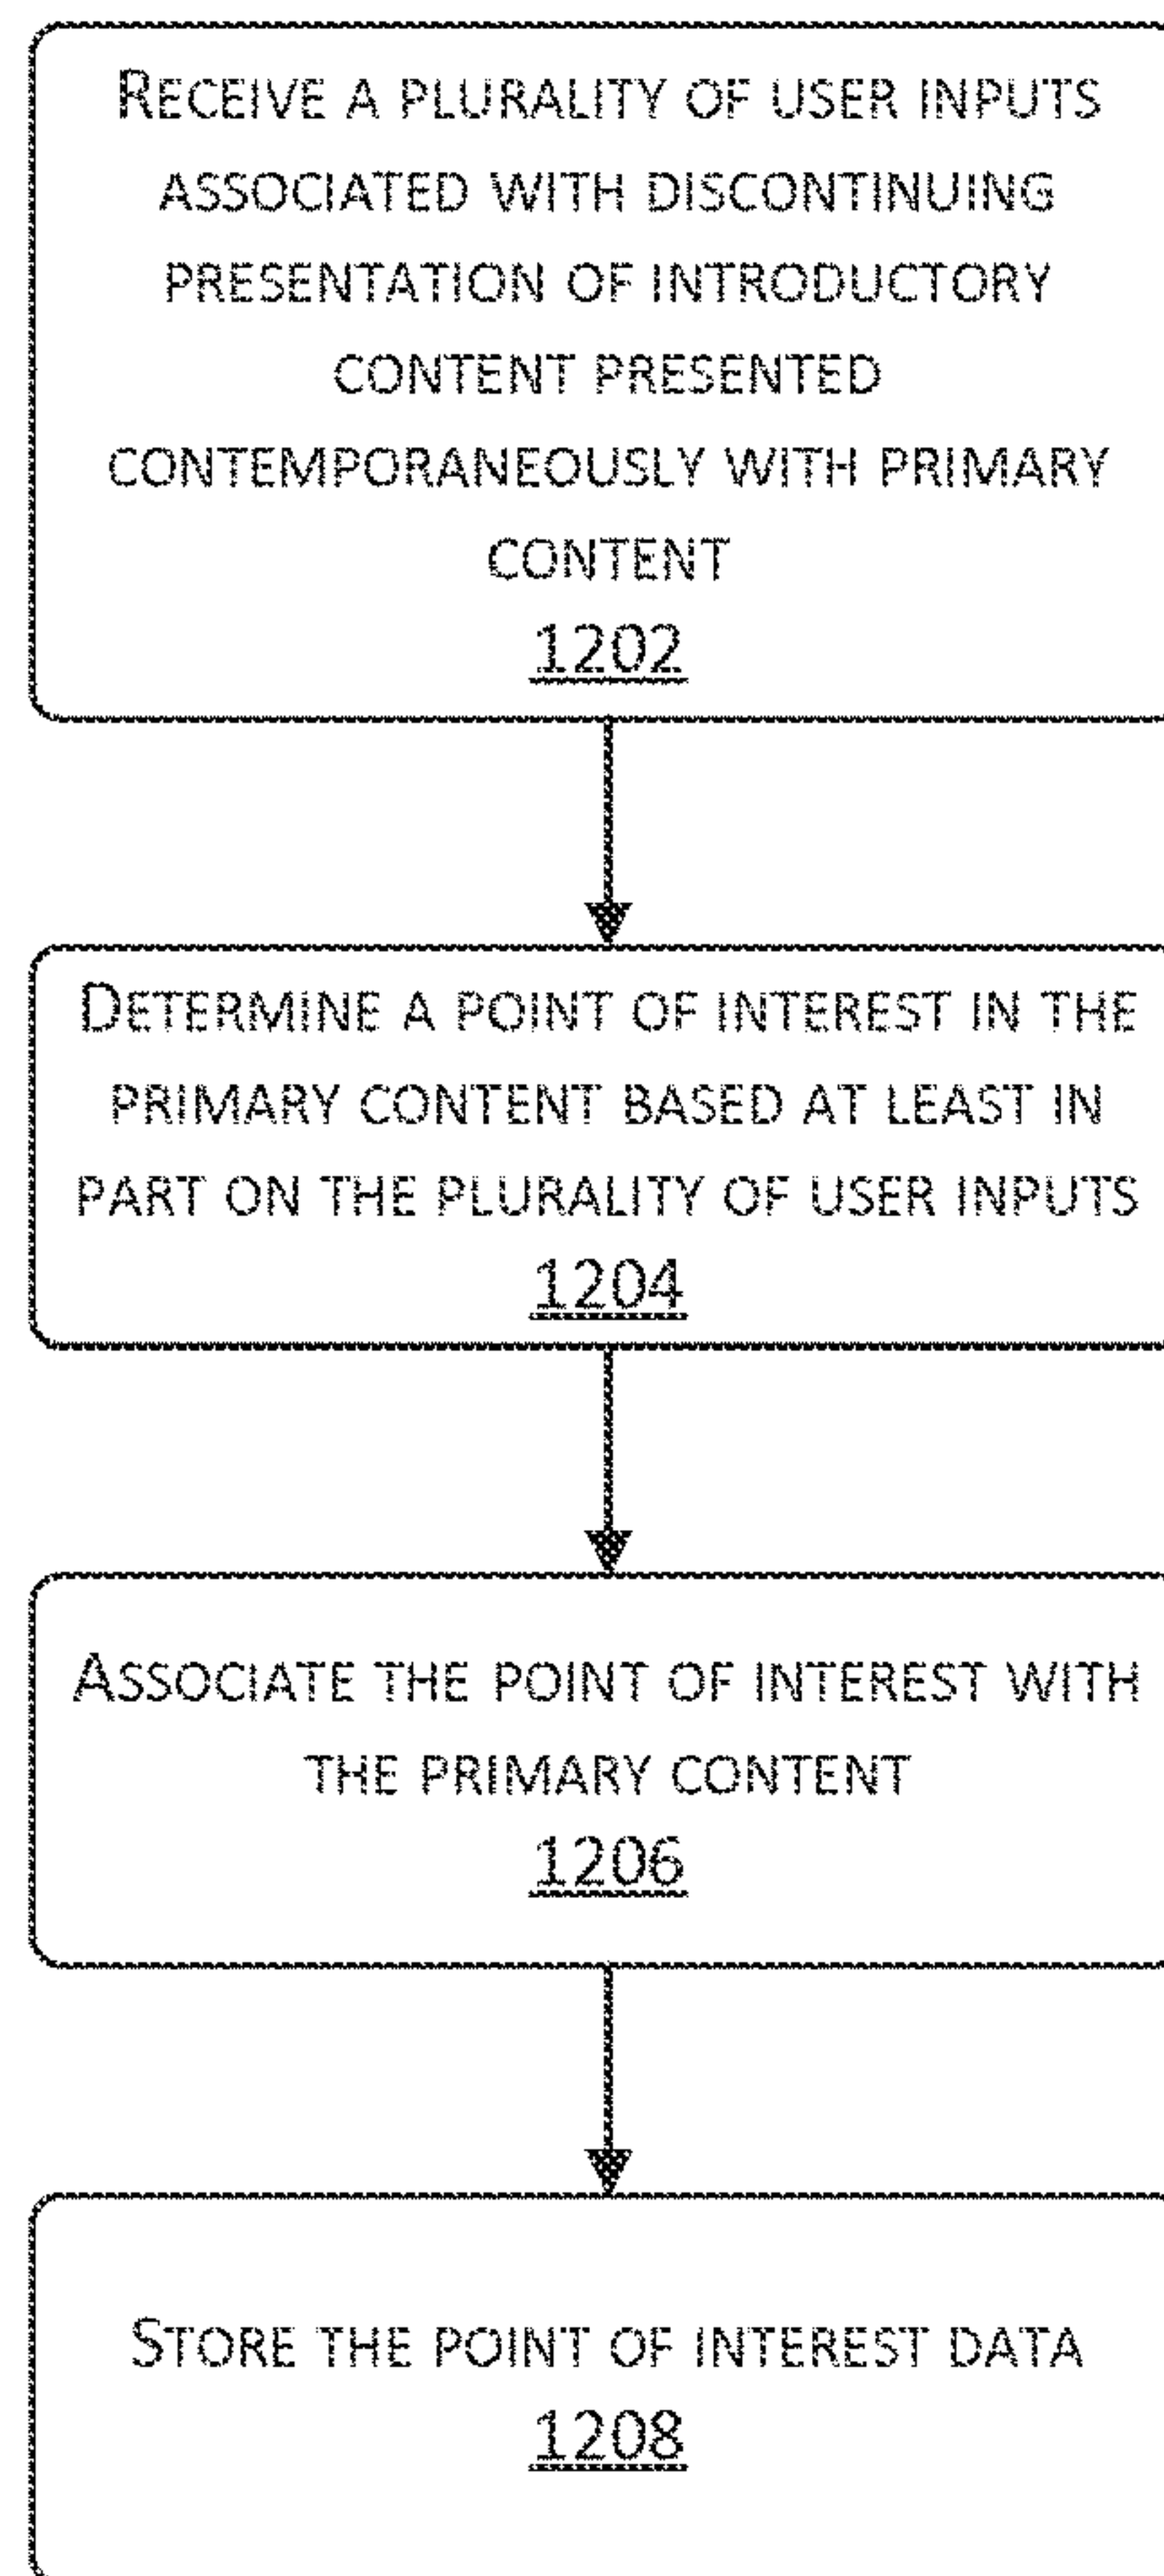 RECEIVE A PLURALITY OF USER INPUTS
ASSOCIATED WITH DISCONTINUING
PRESENTATION OF INTRODUCTORY
CONTENT PRESENTED
CONTEMPORANEOUSLY WITH PRIMARY
CONTENT
1202
DETERMINE A POINT OF INTEREST IN THE
PRIMARY CONTENT BASED AT LEAST IN
PART ON THE PLURALITY OF USER INPUTS
1204
ASSOCIATE THE POINT OF INTEREST WITH
THE PRIMARY CONTENT
1206
STORE THE POINT OF INTEREST DATA
1208